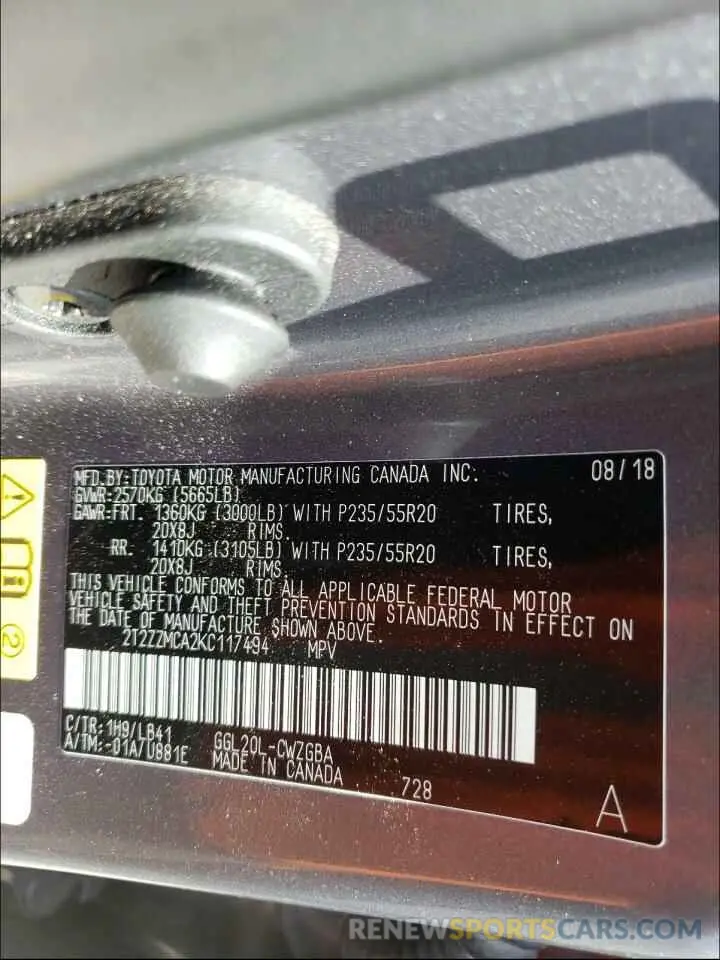 MFD.BY:TOYOTA MOTOR MANUFACTURING CANADA INC. 08/18
GVWR:2570KG (5665LB)
GAWR:FRT. 1360KG (3000LB) WITH P235/55R20 TIRES,
20X8J RIMS.
RR. 1410KG (3105LB) WITH P235/55R20 TIRES,
20X8J RIMS.
THIS VEHICLE CONFORMS TO ALL APPLICABLE FEDERAL MOTOR
VEHICLE SAFETY AND THEFT PREVENTION STANDARDS IN EFFECT ON
THE DATE OF MANUFACTURE SHOWN ABOVE.
2T2ZZMCA2KC117494 MPV
C/TR:1H9/LB41 GGL20L-CWZGBA
A/TM:-01A/U881E MADE IN CANADA
728
A
2
RENEWSPORTSCARS.COM